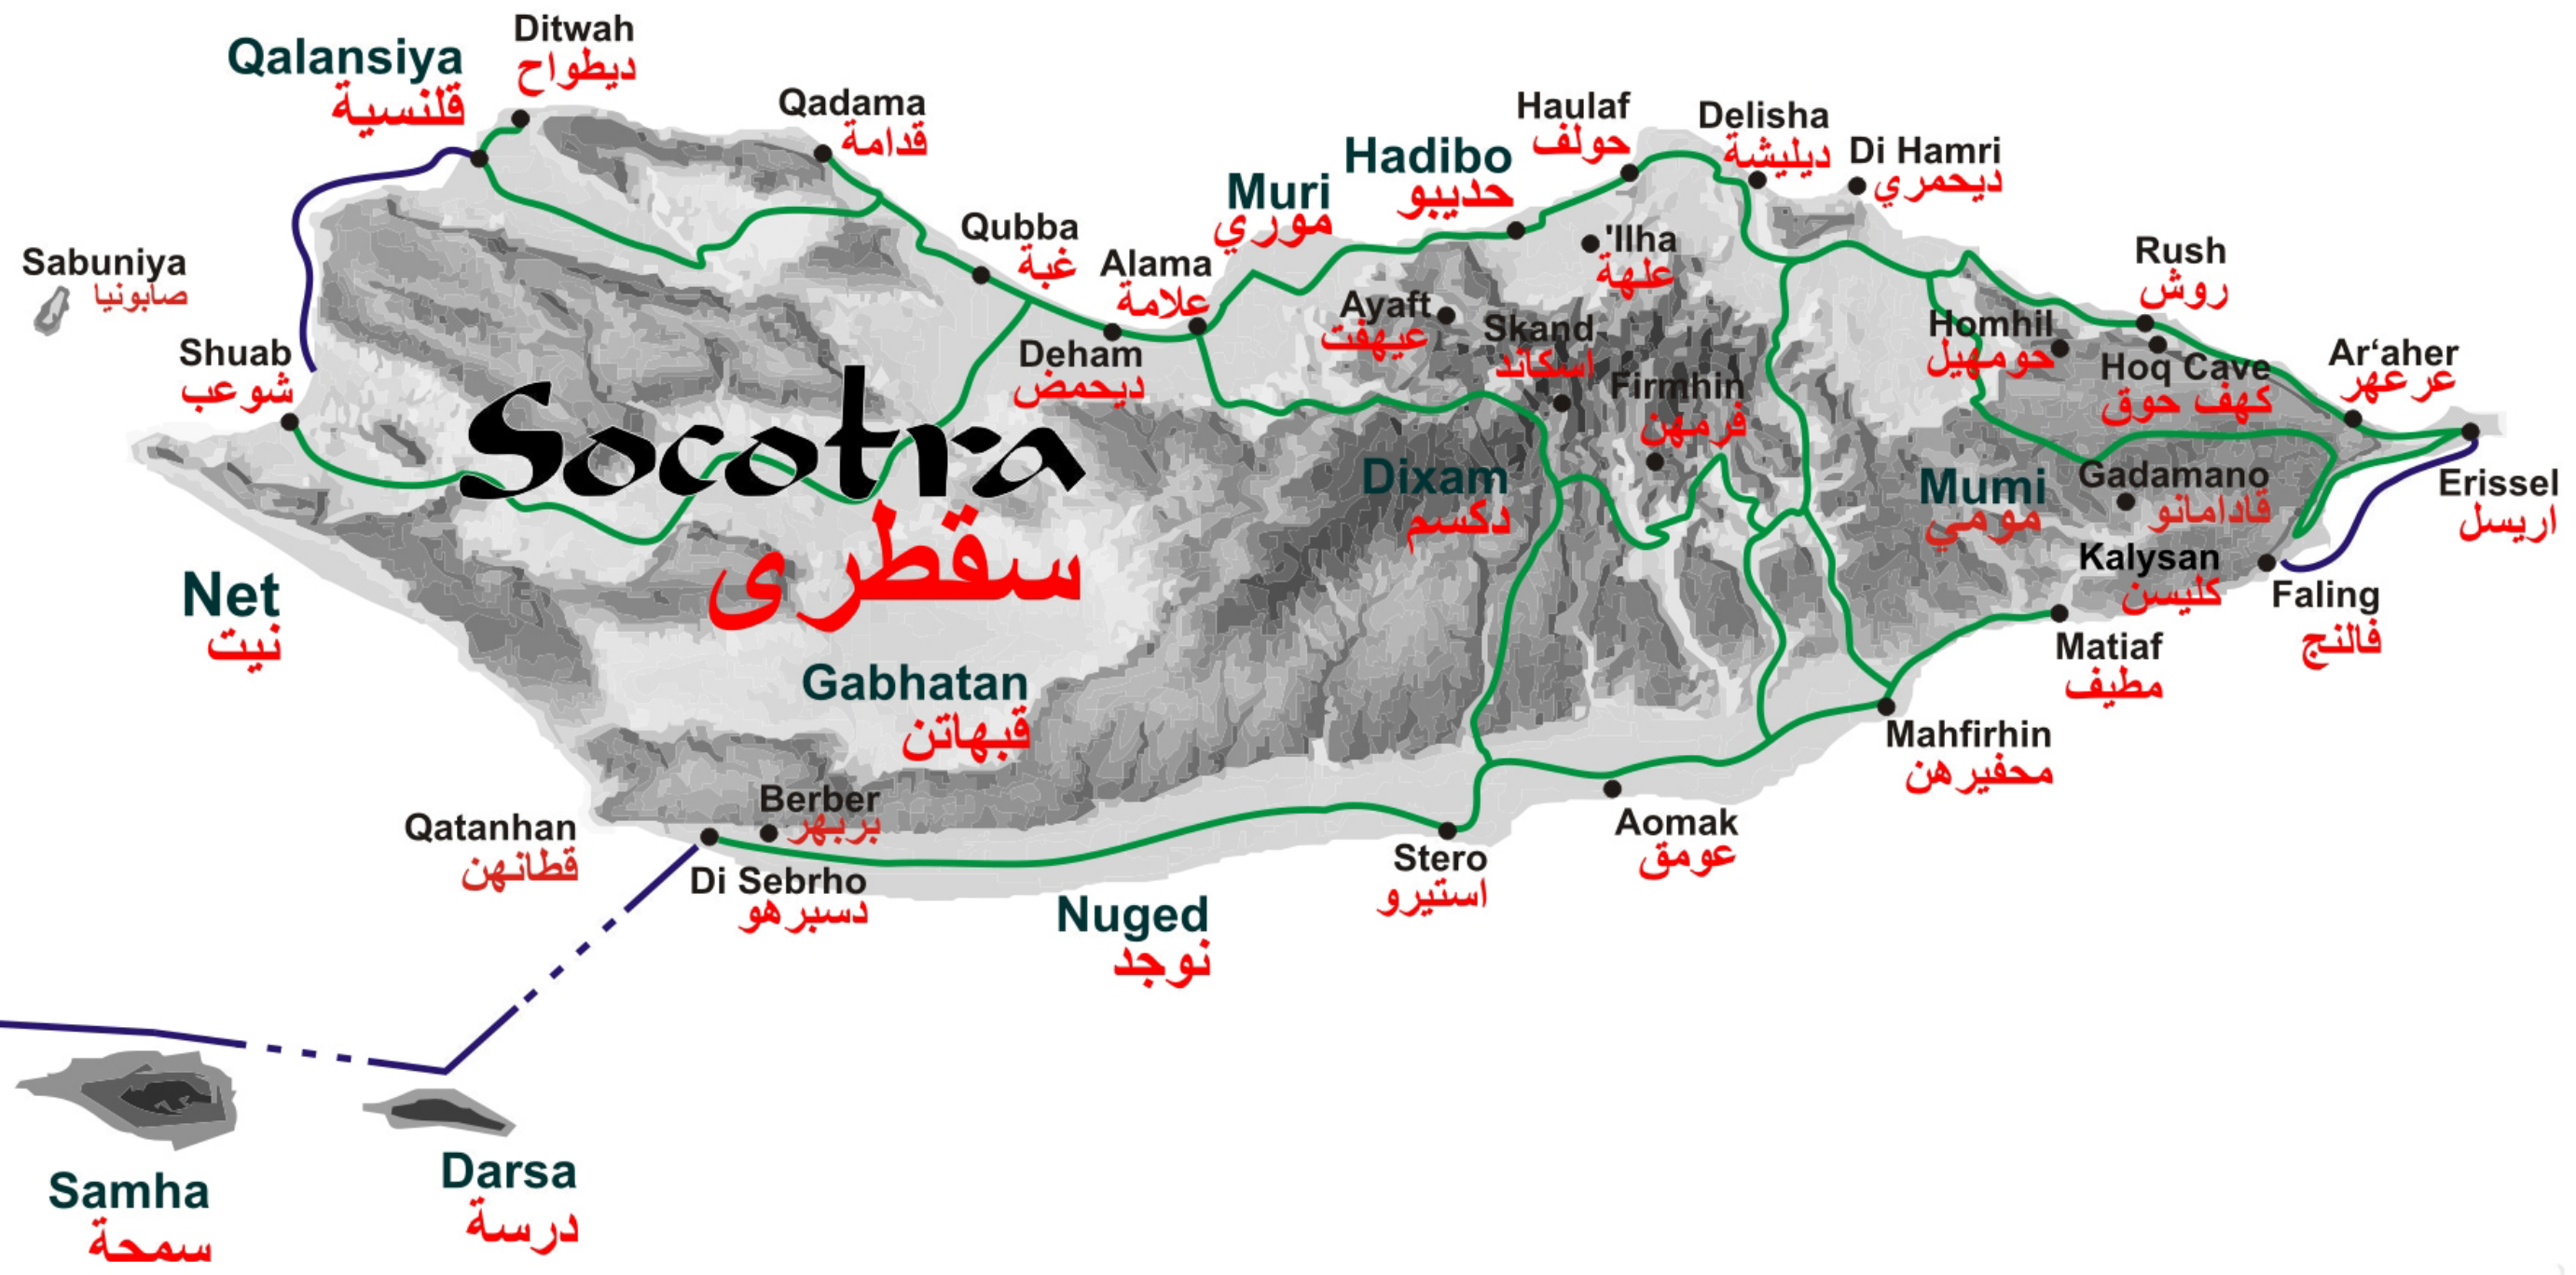 Ditwah
ديطواح
Qalansiya
قلنسية
Qadama
قدامة
Haulaf
حولف
Delisha
ديليشة
Di Hamri
ديحمري
Hadibo
حديبو
Muri
موري
Qubba
غبة
Alama
علامة
'Ilha
علهة
Rush
روش
Sabuniya
صابونيا
Ayaft
عيهفت
Skand
اسكاند
Homhil
حومهيل
Shuab
شوعب
Deham
ديحمض
Hoq Cave
كهف حوق
Ar‘aher
عرعهر
Firmhin
فرمهن
Socotra
سقطرى
Dixam
دكسم
Mumi
مومي
Gadamano
قادامانو
Erissel
اريسل
Kalysan
كليسن
Net
نيت
Faling
فالنج
Matiaf
مطيف
Gabhatan
قبهاتن
Mahfirhin
محفيرهن
Berber
بربهر
Qatanhan
قطانهن
Aomak
عومق
Di Sebrho
دسبرهو
Stero
استيرو
Nuged
نوجد
Darsa
درسة
Samha
سمحة